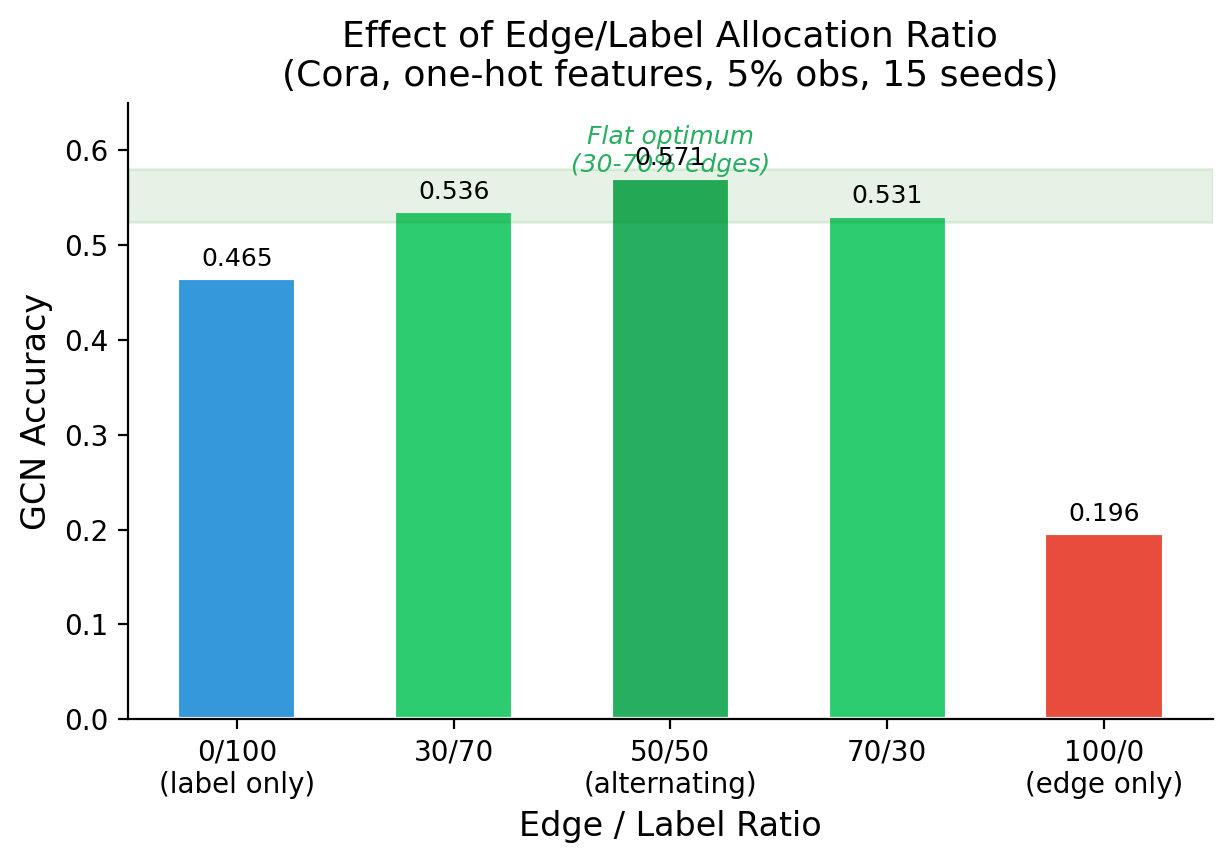 Effect of Edge/Label Allocation Ratio
(Cora, one-hot features, 5% obs, 15 seeds)
Flat optimum
(30-70% edges)
0.571
0.536
0.531
0.465
0.196
GCN Accuracy
0.6
0.5
0.4
0.3
0.2
0.1
0.0
0/100
(label only)
30/70
50/50
(alternating)
70/30
100/0
(edge only)
Edge / Label Ratio